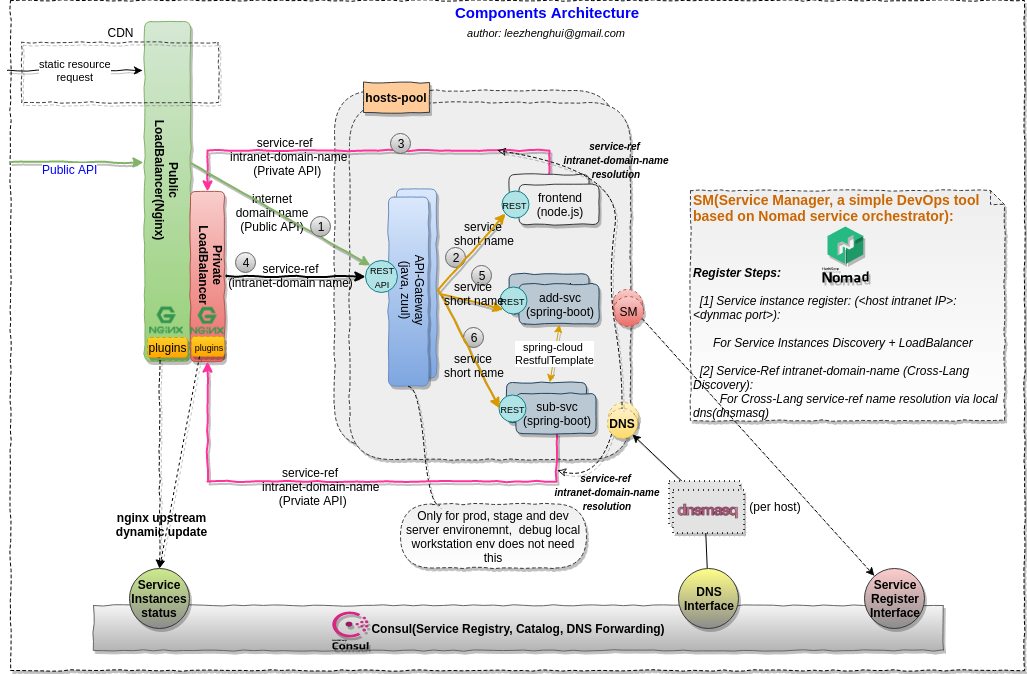 Components Architecture
author: leezhenghui@gmail.com
CDN
static resource
request
Public API
Public
LoadBalancer(Nginx)
Private
LoadBalancer
NGINX
NGINX
plugins
plugins
hosts-pool
service-ref
intranet-domain-name
(Private API)
3
service-ref
intranet-domain-name
resolution
internet
domain name
(Public API)
1
4
service-ref
(intranet-domain name)
REST
API
API-Gateway
(java, zuul)
service
short name
2
5
service
short name
6
service
short name
REST
frontend
(node.js)
REST
add-svc
(spring-boot)
spring-cloud
RestfulTemplate
REST
sub-svc
(spring-boot)
SM
DNS
service-ref
intranet-domain-name
(Prviate API)
service-ref
intranet-domain-name
resolution
SM(Service Manager, a simple DevOps tool
based on Nomad service orchestrator):
HashiCorp
Nomad
Register Steps:
[1] Service instance register: (<host intranet IP>:
<dynmac port>):
For Service Instances Discovery + LoadBalancer
[2] Service-Ref intranet-domain-name (Cross-Lang
Discovery):
For Cross-Lang service-ref name resolution via local
dns(dnsmasq)
nginx upstream
dynamic update
Only for prod, stage and dev
server environemnt,  debug local
workstation env does not need
this
dnsmasq
(per host)
Service
Instances
status
DNS
Interface
Service
Register
Interface
HashiCorp
Consul
Consul(Service Registry, Catalog, DNS Forwarding)